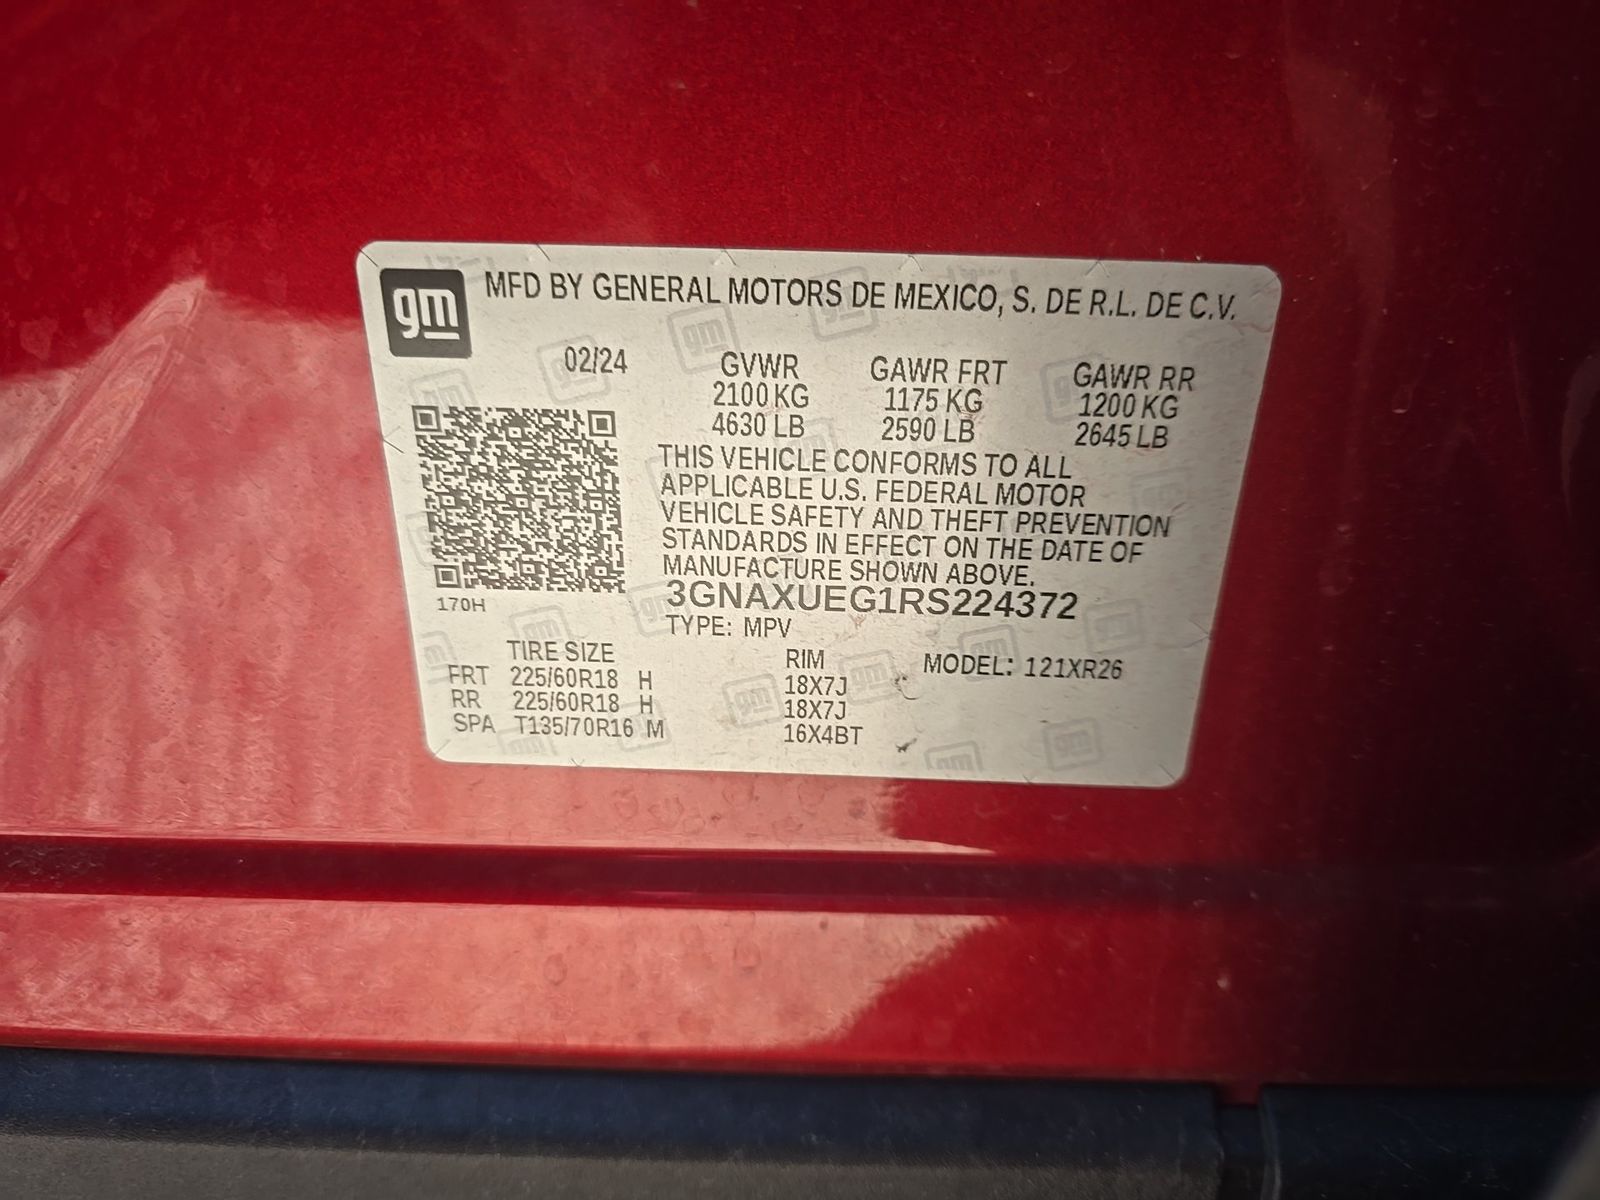 gm MFD BY GENERAL MOTORS DE MEXICO, S. DE R.L. DE C.V.
02/24 GVWR GAWR FRT GAWR RR
2100 KG 1175 KG 1200 KG
4630 LB 2590 LB 2645 LB
THIS VEHICLE CONFORMS TO ALL
APPLICABLE U.S. FEDERAL MOTOR
VEHICLE SAFETY AND THEFT PREVENTION
STANDARDS IN EFFECT ON THE DATE OF
MANUFACTURE SHOWN ABOVE.
170H
3GNAXUEG1RS224372
TYPE: MPV
TIRE SIZE RIM MODEL: 121XR26
FRT 225/60R18 H 18X7J
RR 225/60R18 H 18X7J
SPA T135/70R16 M 16X4BT